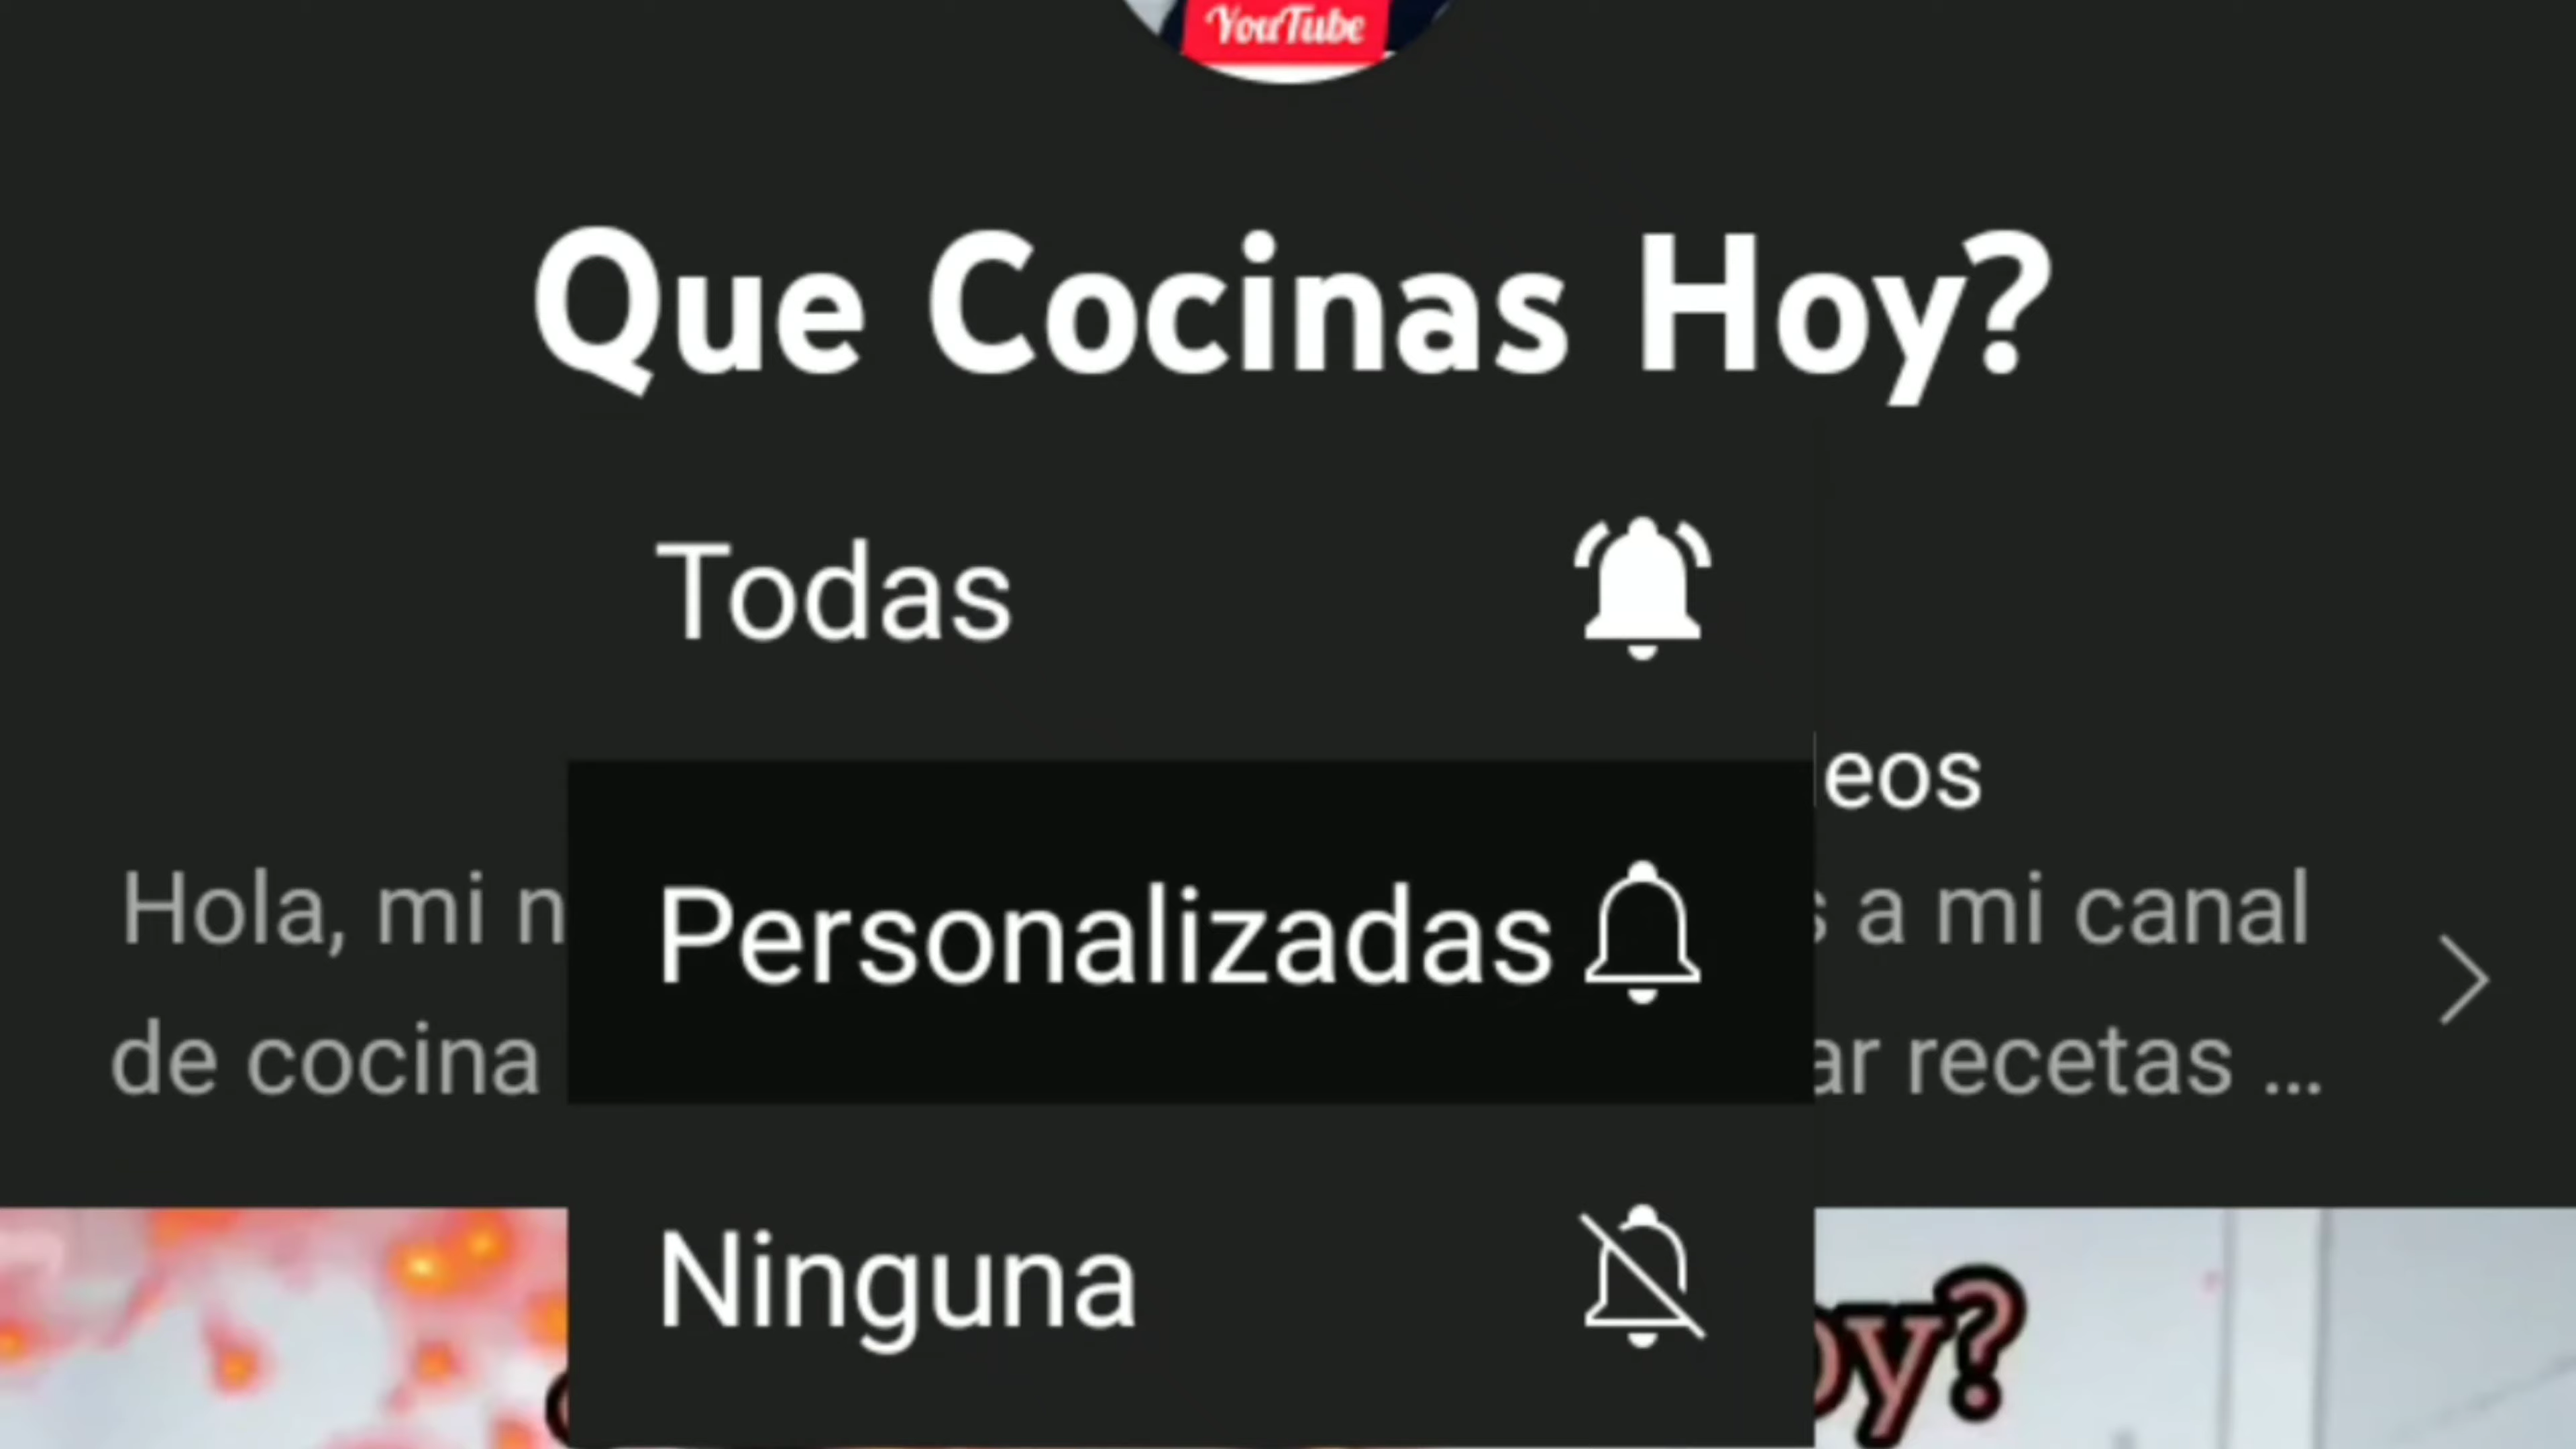 YouTube
Que Cocinas Hoy?
Todas
eos
Personalizadas
Hola, mi n
s a mi canal
de cocina
ar recetas ...
Ninguna
oy?